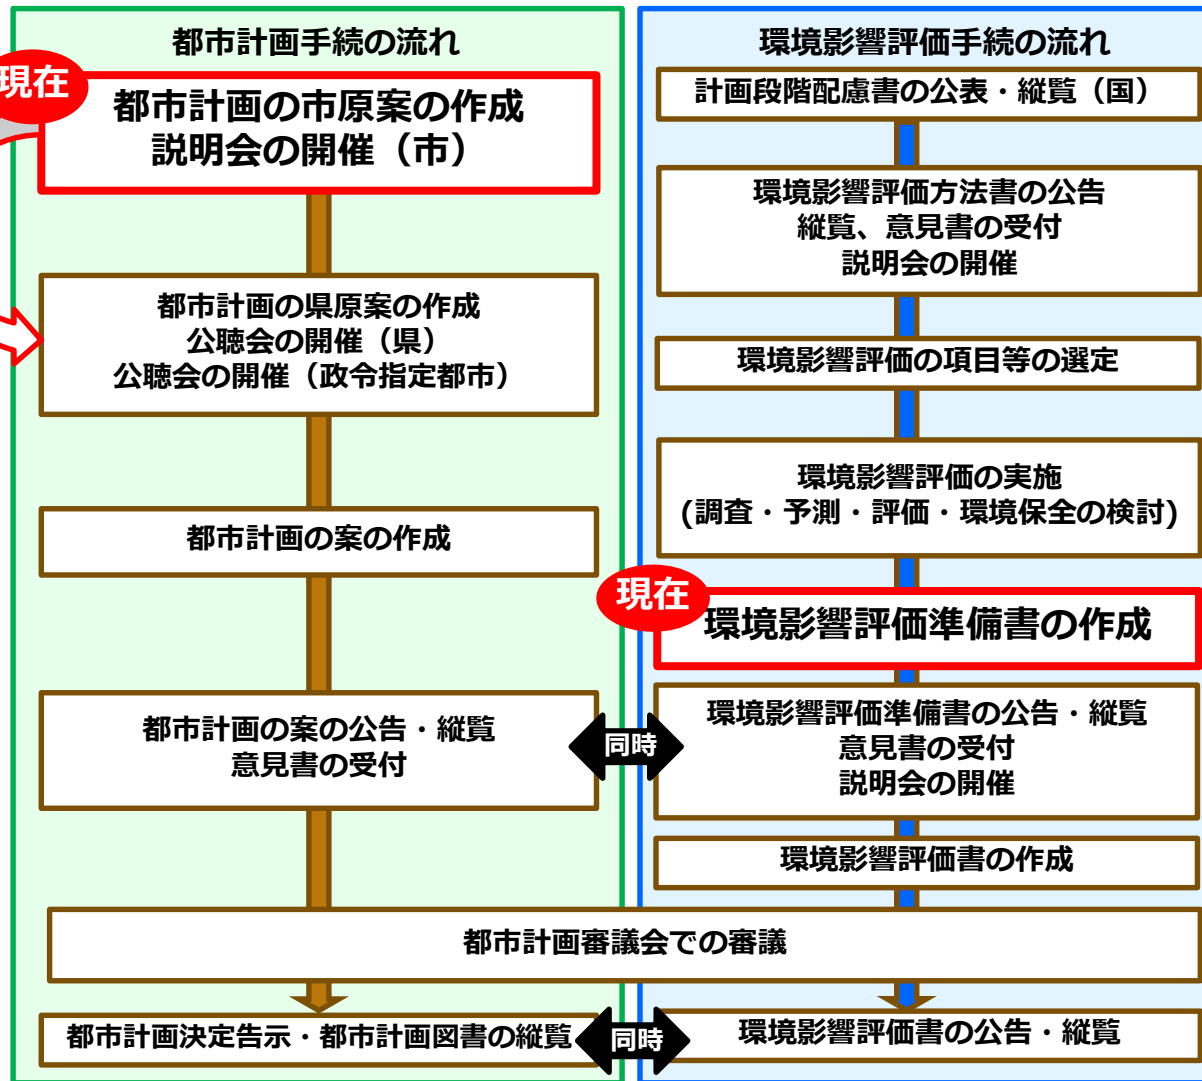 都市計画手続の流れ
現在
都市計画の市原案の作成
説明会の開催（市）
都市計画の県原案の作成
公聴会の開催（県）
公聴会の開催（政令指定都市）
都市計画の案の作成
都市計画の案の公告・縦覧
意見書の受付
同時
環境影響評価手続の流れ
計画段階配慮書の公表・縦覧（国）
環境影響評価方法書の公告
縦覧、意見書の受付
説明会の開催
環境影響評価の項目等の選定
環境影響評価の実施
(調査・予測・評価・環境保全の検討)
現在
環境影響評価準備書の作成
環境影響評価準備書の公告・縦覧
意見書の受付
説明会の開催
環境影響評価書の作成
都市計画審議会での審議
都市計画決定告示・都市計画図書の縦覧
同時
環境影響評価書の公告・縦覧